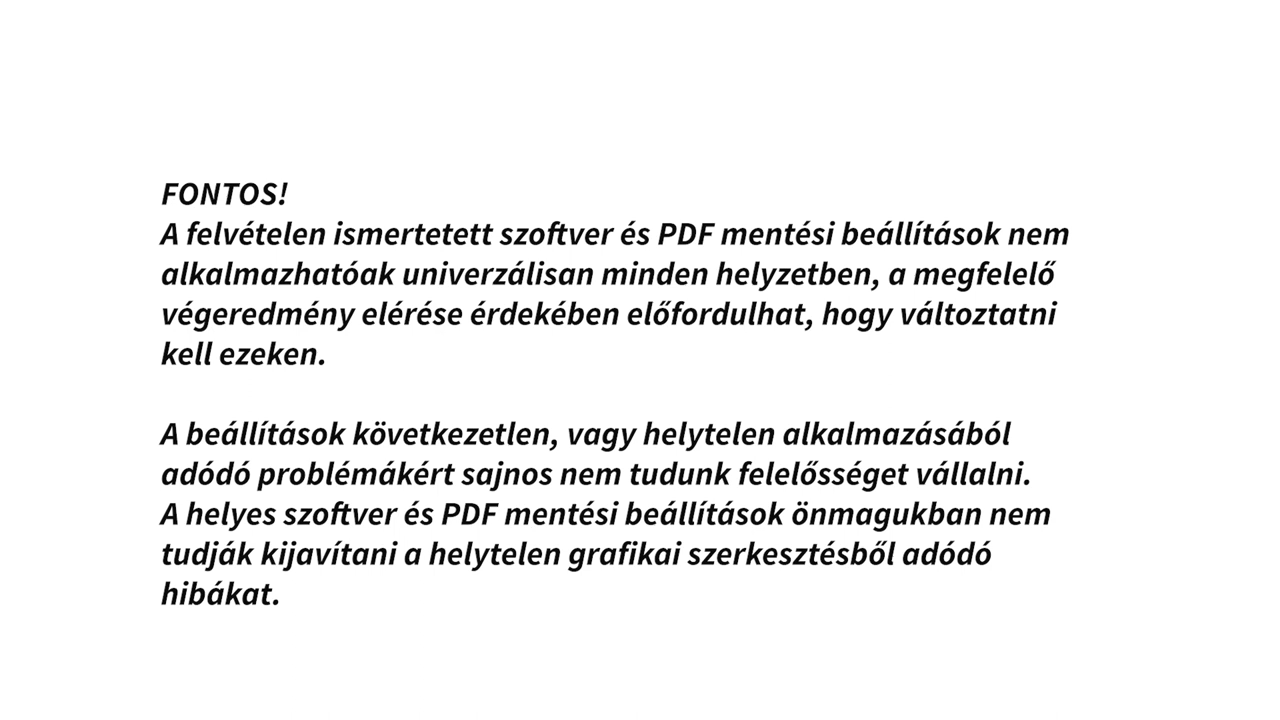 FONTOS!
A felvételen ismertetett szoftver és PDF mentési beállítások nem
alkalmazhatóak univerzálisan minden helyzetben, a megfelelő
végeredmény elérése érdekében előfordulhat, hogy változtatni
kell ezeken.
A beállítások következetlen, vagy helytelen alkalmazásából
adódó problémákért sajnos nem tudunk felelősséget vállalni.
A helyes szoftver és PDF mentési beállítások önmagukban nem
tudják kijavítani a helytelen grafikai szerkesztésből adódó
hibákat.